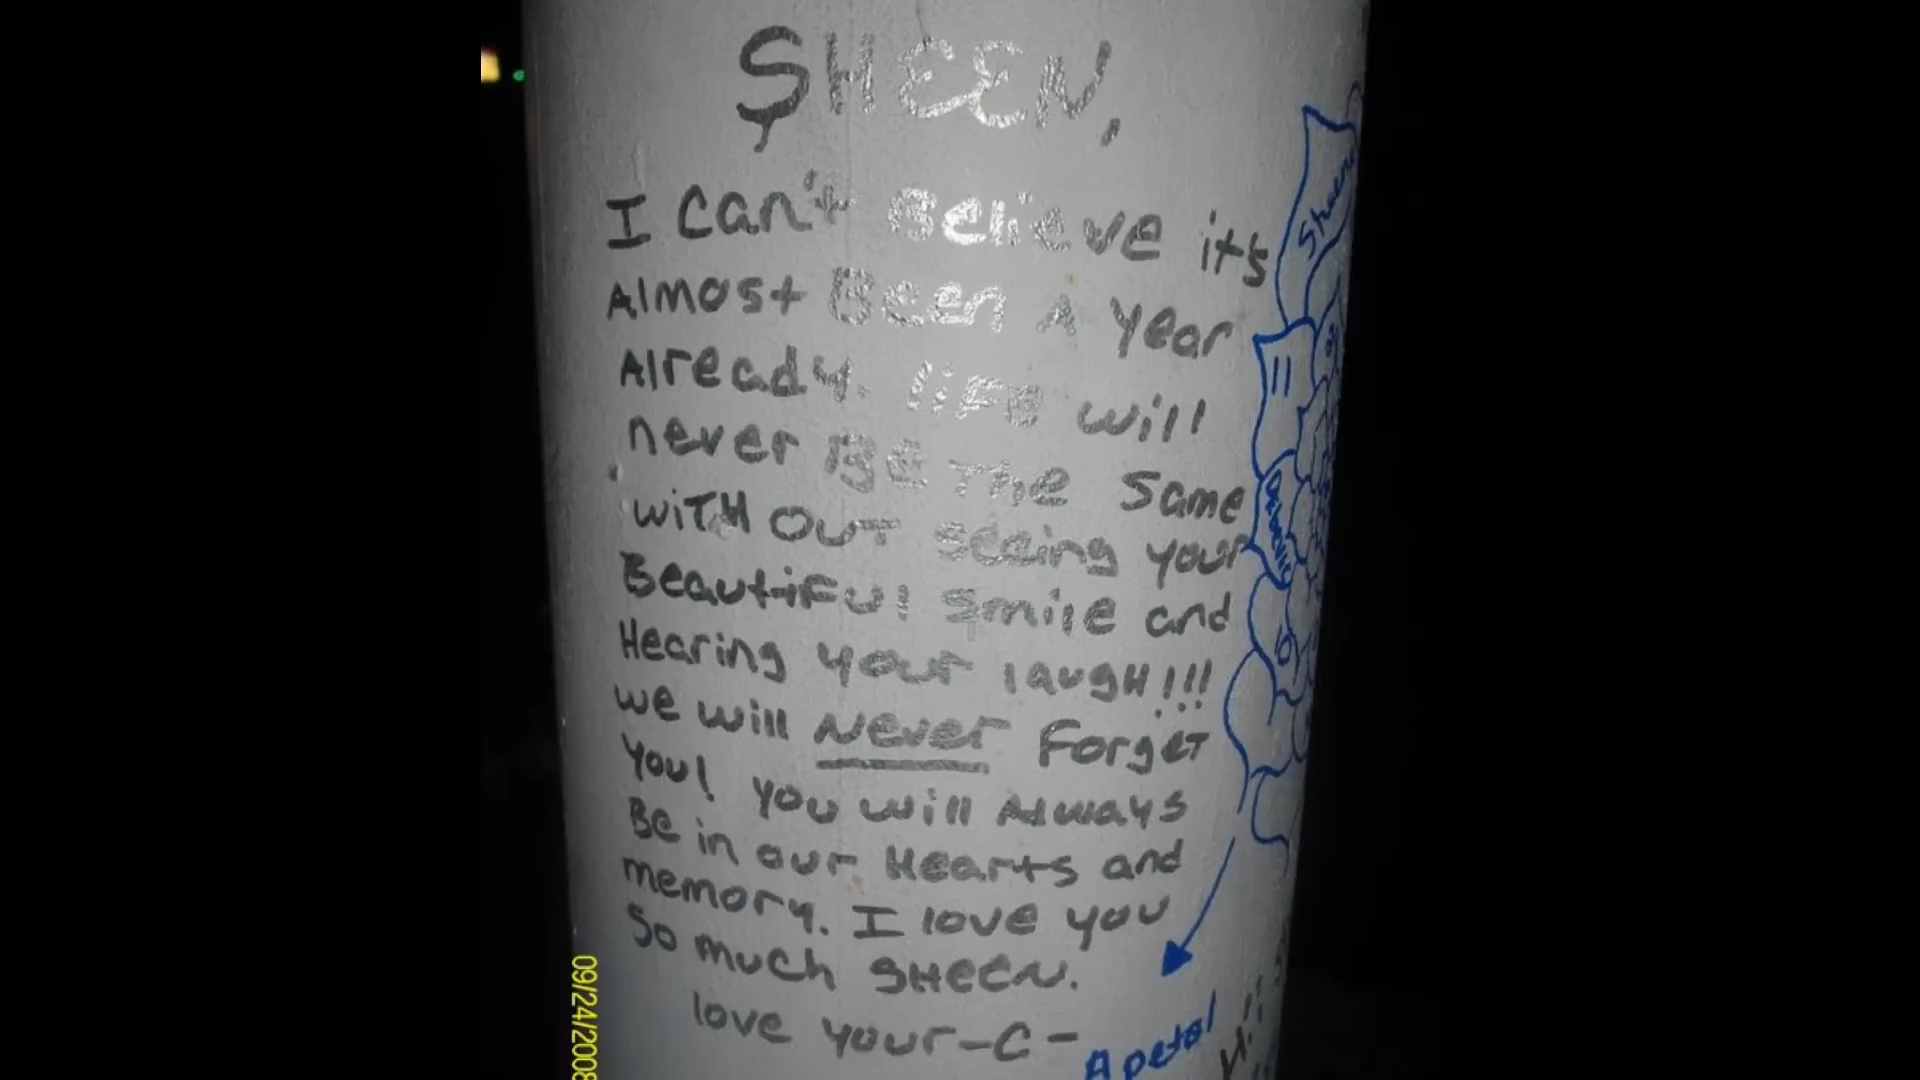 SHEEN,
I can't Believe it's
Almost Been A Year
Already. life will
never BE THE Same
WITH OUT seeing your
Beautiful smile and
Hearing your laugh!!!
we will Never Forget
You! You will Always
Be in our Hearts and
memory. I love you
so much SHEEN.
love your -C-
Sheen
A petal
09/24/2008